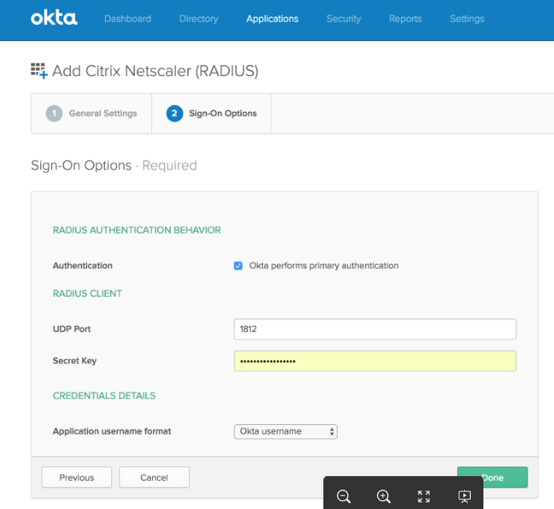 okta Dashboard Directory Applications Security Reports Settings
Add Citrix Netscaler (RADIUS)
1 General Settings 2 Sign-On Options
Sign-On Options · Required
RADIUS AUTHENTICATION BEHAVIOR
Authentication Okta performs primary authentication
RADIUS CLIENT
UDP Port 1812
Secret Key •••••••••••••••••
CREDENTIALS DETAILS
Application username format Okta username
Previous Cancel Done